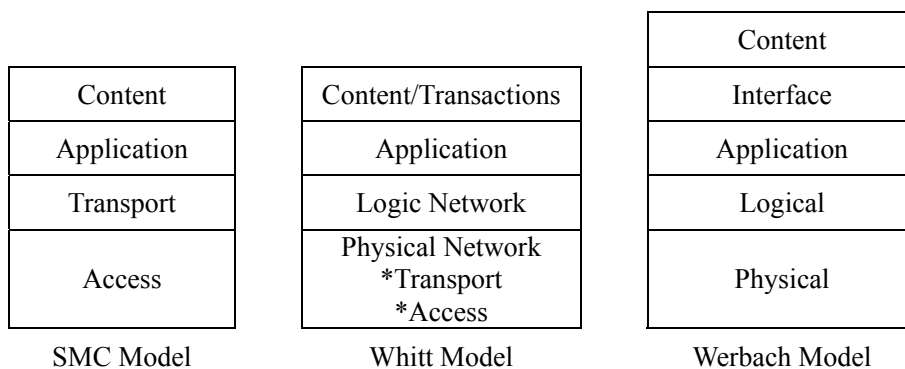 Content
Application
Transport
Access
SMC Model
Content/Transactions
Application
Logic Network
Physical Network
*Transport
*Access
Whitt Model
Content
Interface
Application
Logical
Physical
Werbach Model